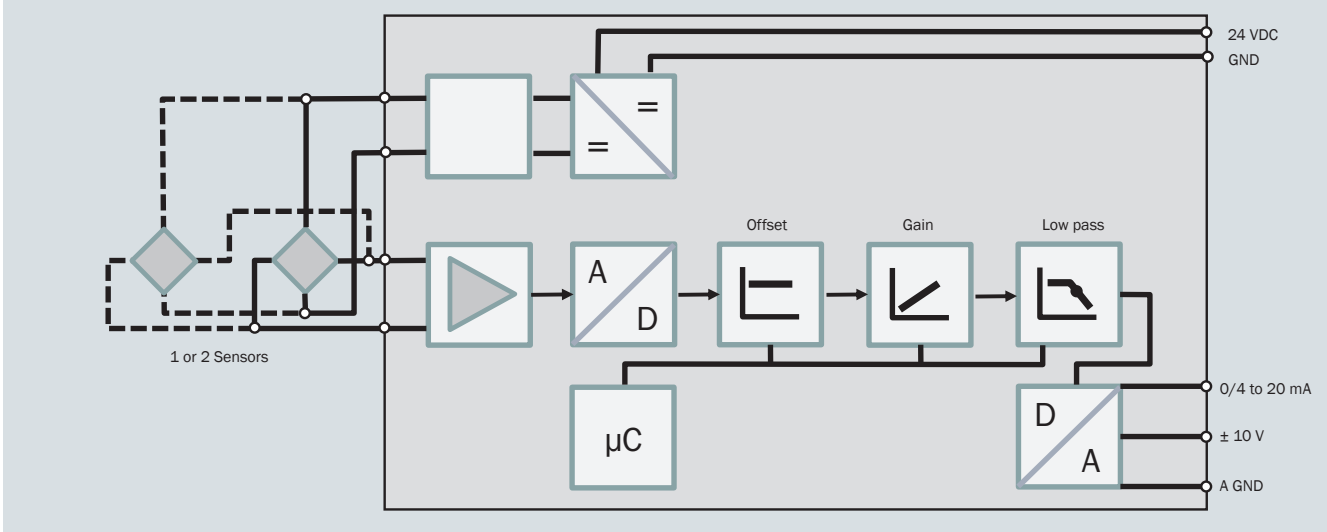 24 VDC
GND
=
=
Offset
Gain
Low pass
A
D
1 or 2 Sensors
µC
D
A
0/4 to 20 mA
± 10 V
A GND